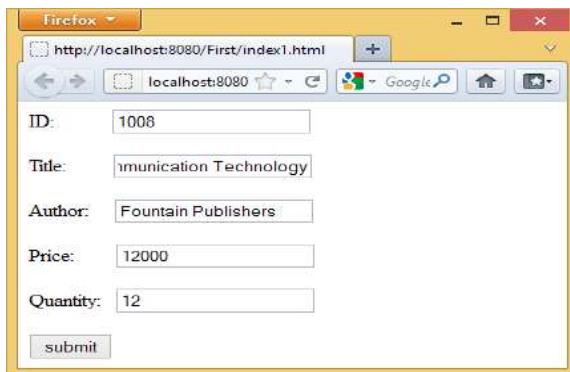 Firefox
http://localhost:8080/First/index1.html
localhost:8080 Google
ID: 1008
Title: nmunication Technology
Author: Fountain Publishers
Price: 12000
Quantity: 12
submit